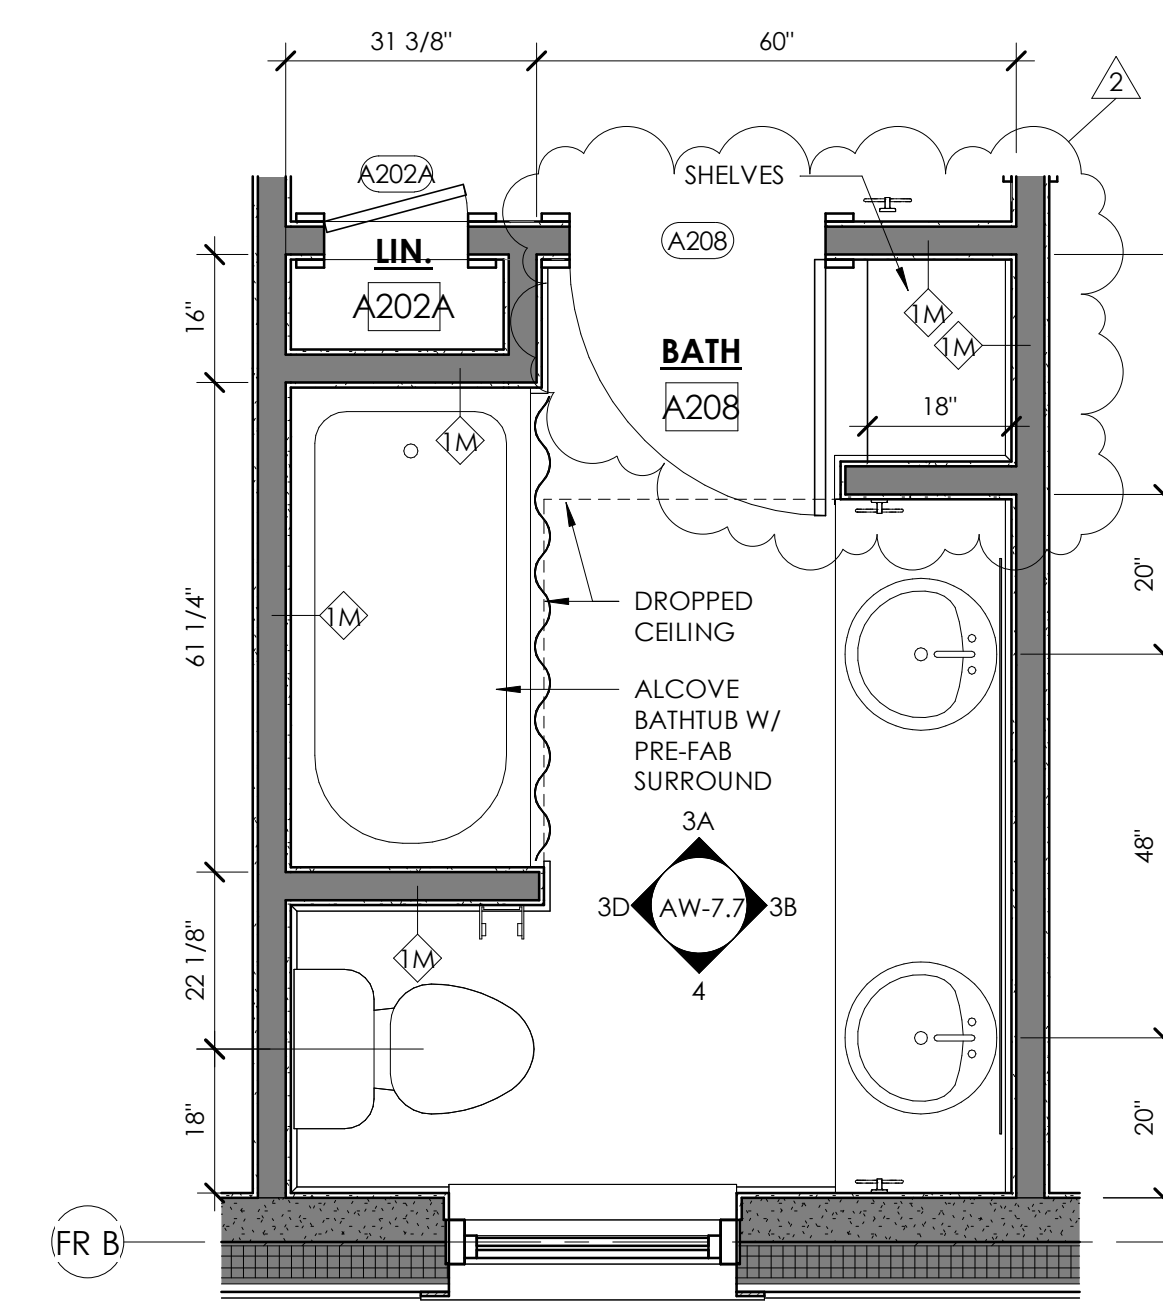 31 3/8"
60"
2
A202A
SHELVES
LIN.
A202A
A208
BATH
A208
1M
1M
16"
18"
1M
1M
61 1/4"
DROPPED
CEILING
20"
ALCOVE
BATHTUB W/
PRE-FAB
SURROUND
3A
3D
AW-7.7
3B
4
48"
22 1/8"
1M
18"
20"
FR B